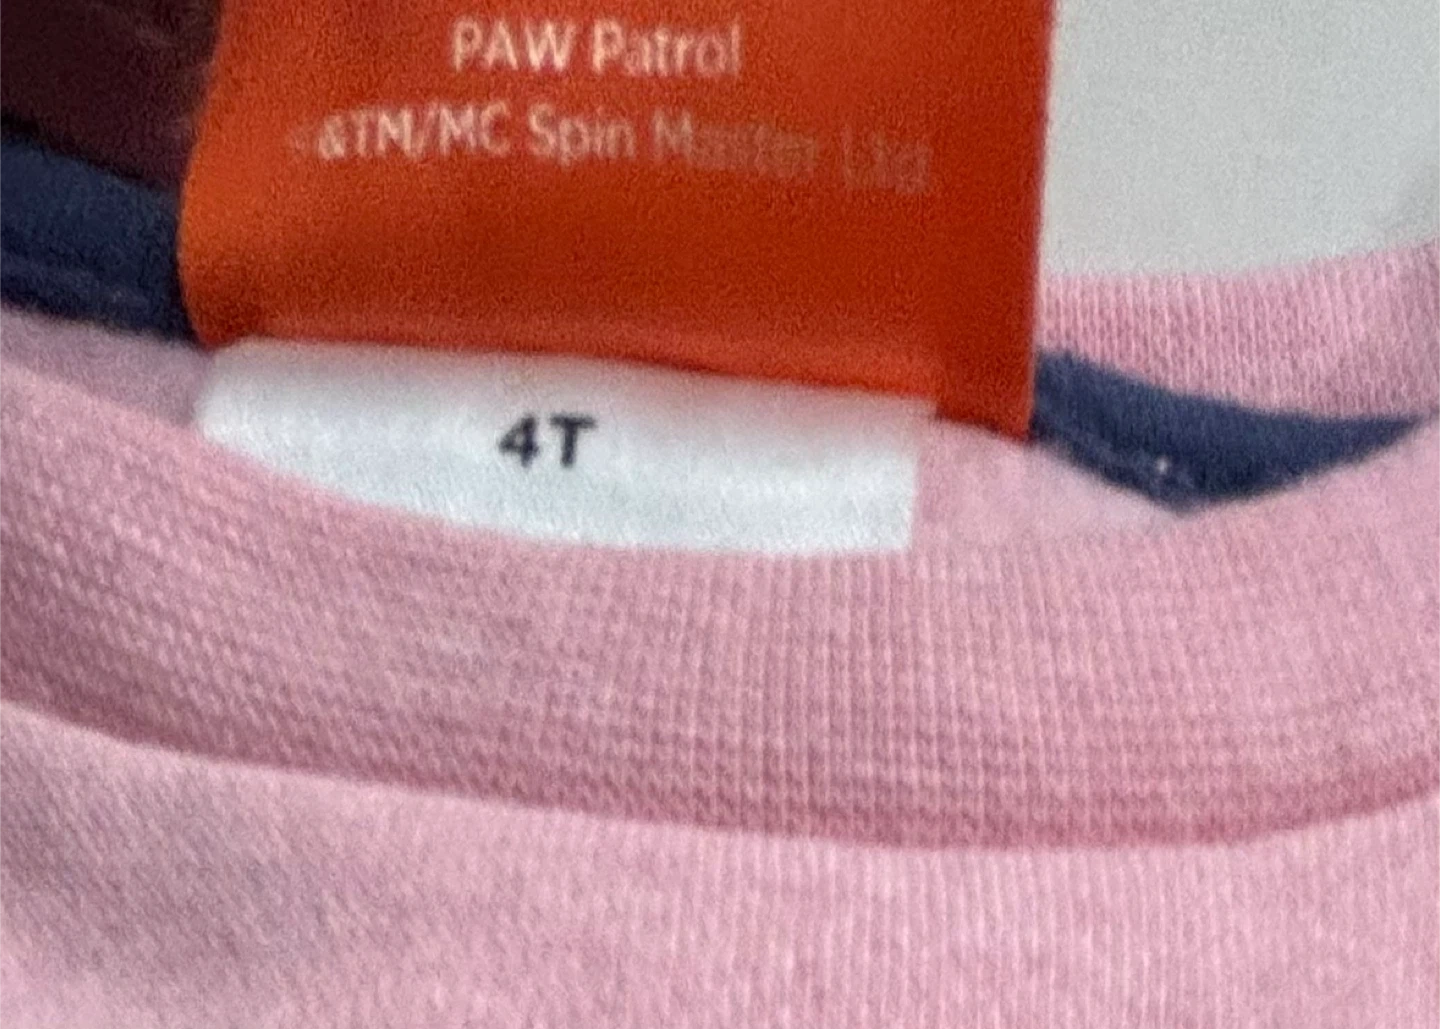 PAW Patrol
&TM/MC Spin Master Ltd
4T